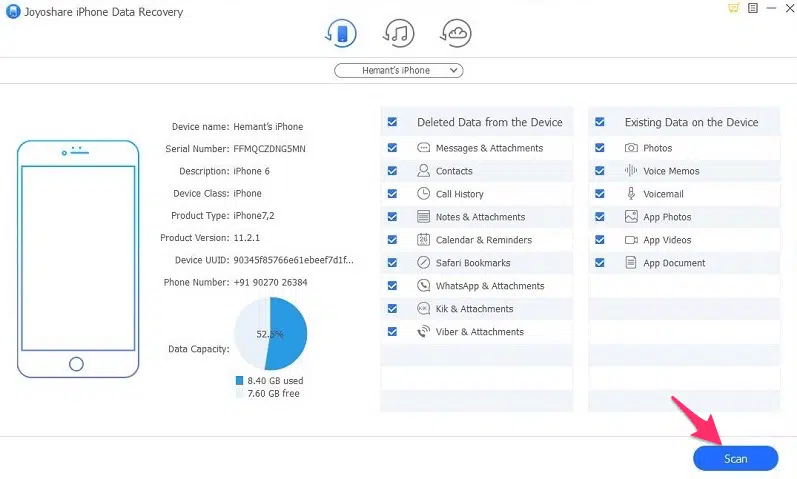 Joyoshare iPhone Data Recovery
Hemant's iPhone
Device name: Hemant's iPhone
Serial Number: FFMQCZDNG5MN
Description: iPhone 6
Device Class: iPhone
Product Type: iPhone7,2
Product Version: 11.2.1
Device UUID: 90345f85766e61ebeef7d1f...
Phone Number: +91 90270 26384
Data Capacity:
52.5%
8.40 GB used
7.60 GB free
Deleted Data from the Device
Messages & Attachments
Contacts
Call History
Notes & Attachments
Calendar & Reminders
Safari Bookmarks
WhatsApp & Attachments
Kik & Attachments
Viber & Attachments
Existing Data on the Device
Photos
Voice Memos
Voicemail
App Photos
App Videos
App Document
Scan